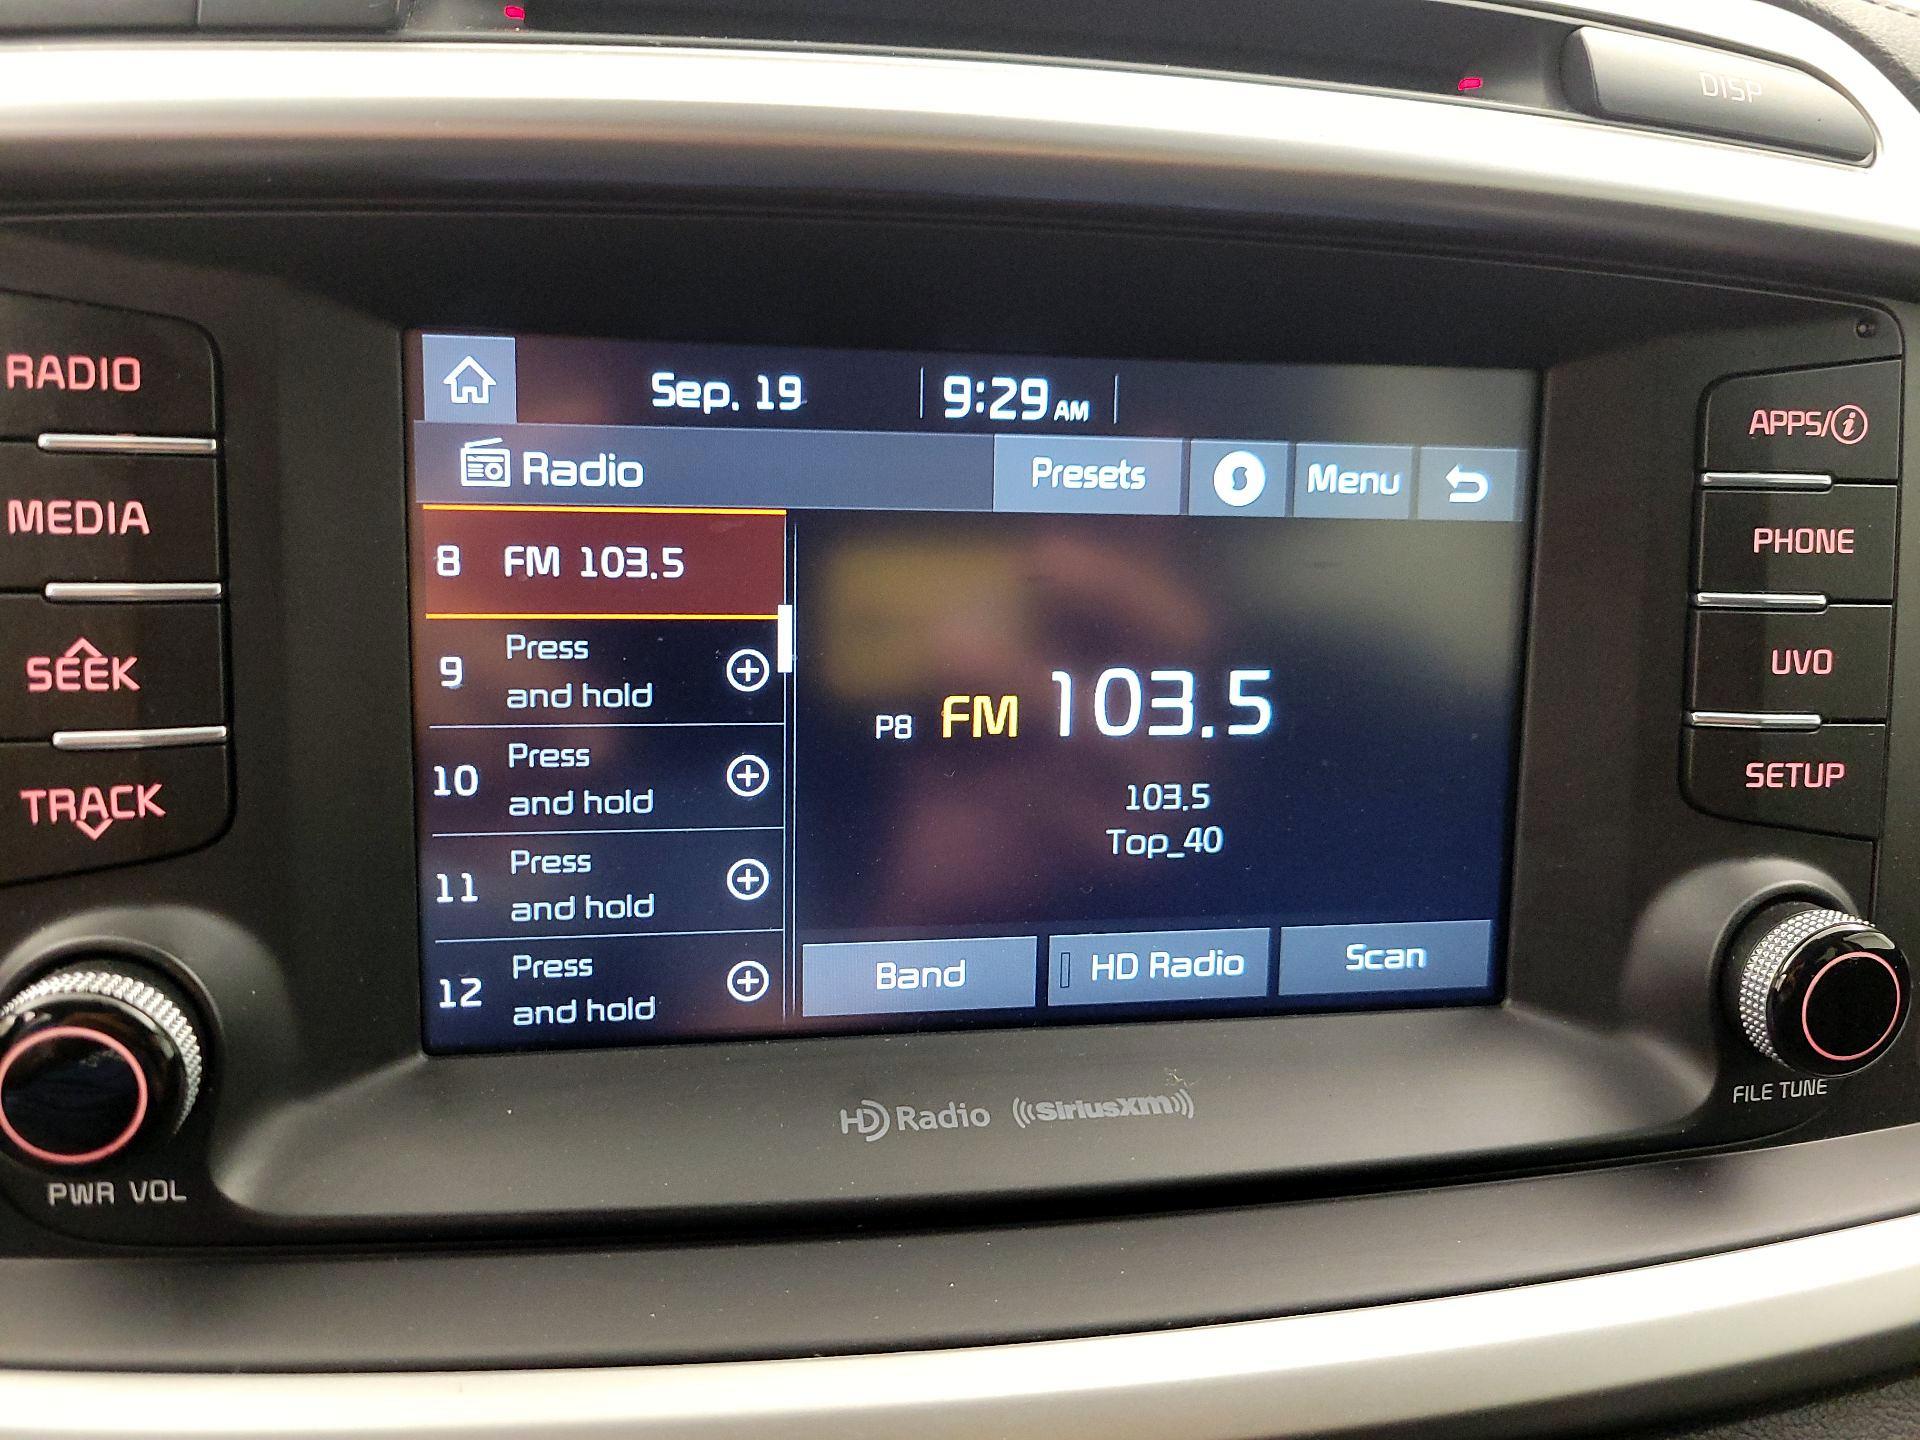 DISP
RADIO
MEDIA
SEEK
TRACK
PWR VOL
Sep. 19
9:29 AM
Radio
Presets
Menu
8 FM 103.5
9 Press
and hold
10 Press
and hold
11 Press
and hold
12 Press
and hold
P8 FM 103.5
103.5
Top_40
Band
HD Radio
Scan
APPS/i
PHONE
UVO
SETUP
FILE TUNE
HD Radio
((SiriusXM))